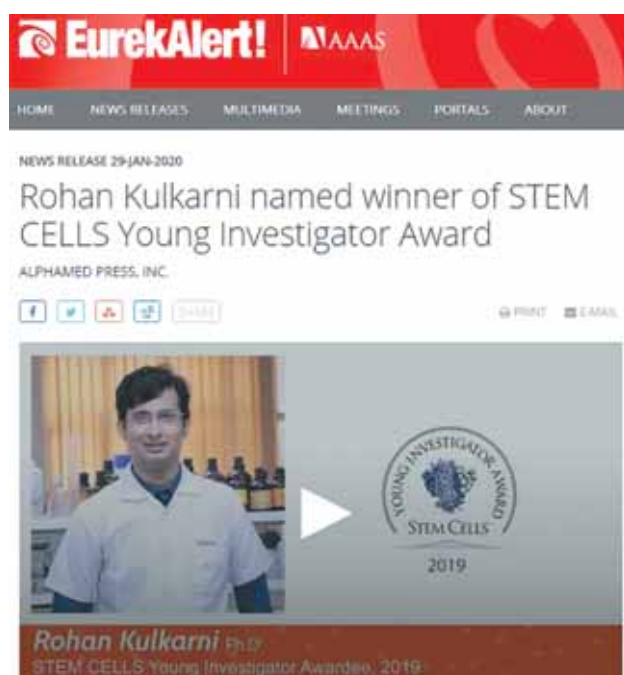 EurekAlert! AAAS
HOME NEWS RELEASES MULTIMEDIA MEETINGS PORTALS ABOUT
NEWS RELEASE 29-JAN-2020
Rohan Kulkarni named winner of STEM
CELLS Young Investigator Award
ALPHAMED PRESS, INC.
f SHARE PRINT E-MAIL
YOUNG INVESTIGATOR AWARD
STEM CELLS
2019
Rohan Kulkarni Ph.D
STEM CELLS Young Investigator Awardee, 2019